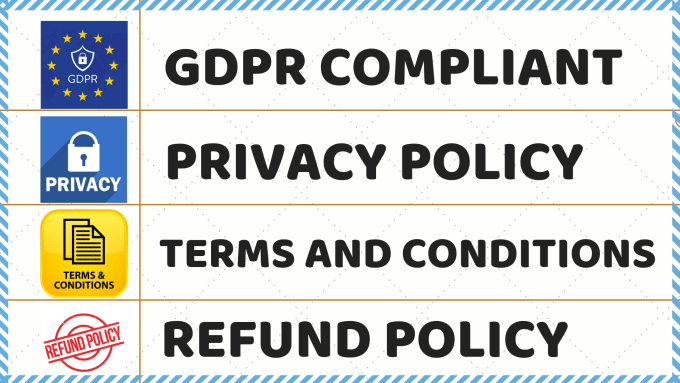 GDPR
GDPR COMPLIANT
PRIVACY
PRIVACY POLICY
TERMS &
CONDITIONS
TERMS AND CONDITIONS
REFUND POLICY
REFUND POLICY